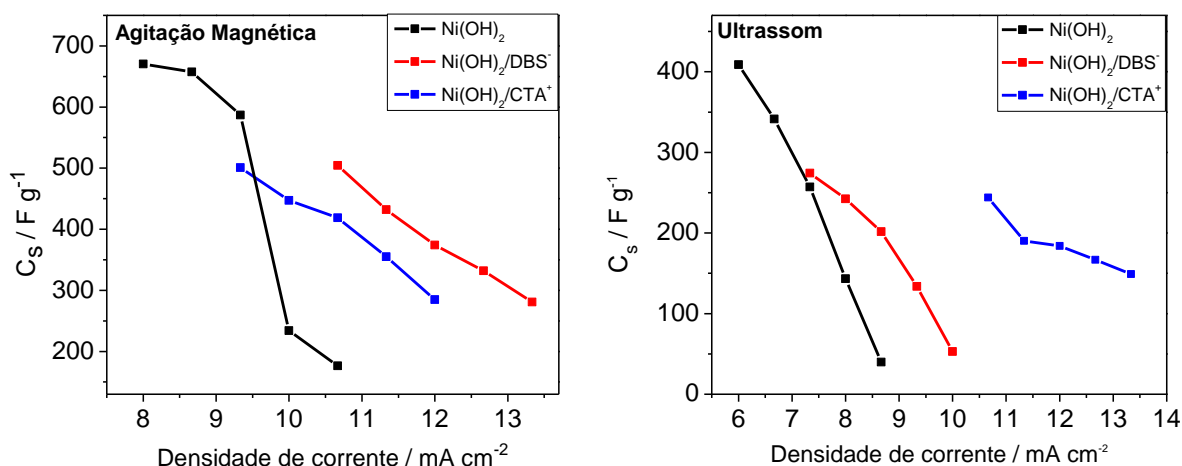 Agitação Magnética
Ni(OH)₂
Ni(OH)₂/DBS⁻
Ni(OH)₂/CTA⁺
700
600
500
400
300
200
Cₛ / F g⁻¹
8 9 10 11 12 13
Densidade de corrente / mA cm⁻²
Ultrassom
Ni(OH)₂
Ni(OH)₂/DBS⁻
Ni(OH)₂/CTA⁺
400
300
200
100
0
Cₛ / F g⁻¹
6 7 8 9 10 11 12 13 14
Densidade de corrente / mA cm⁻²